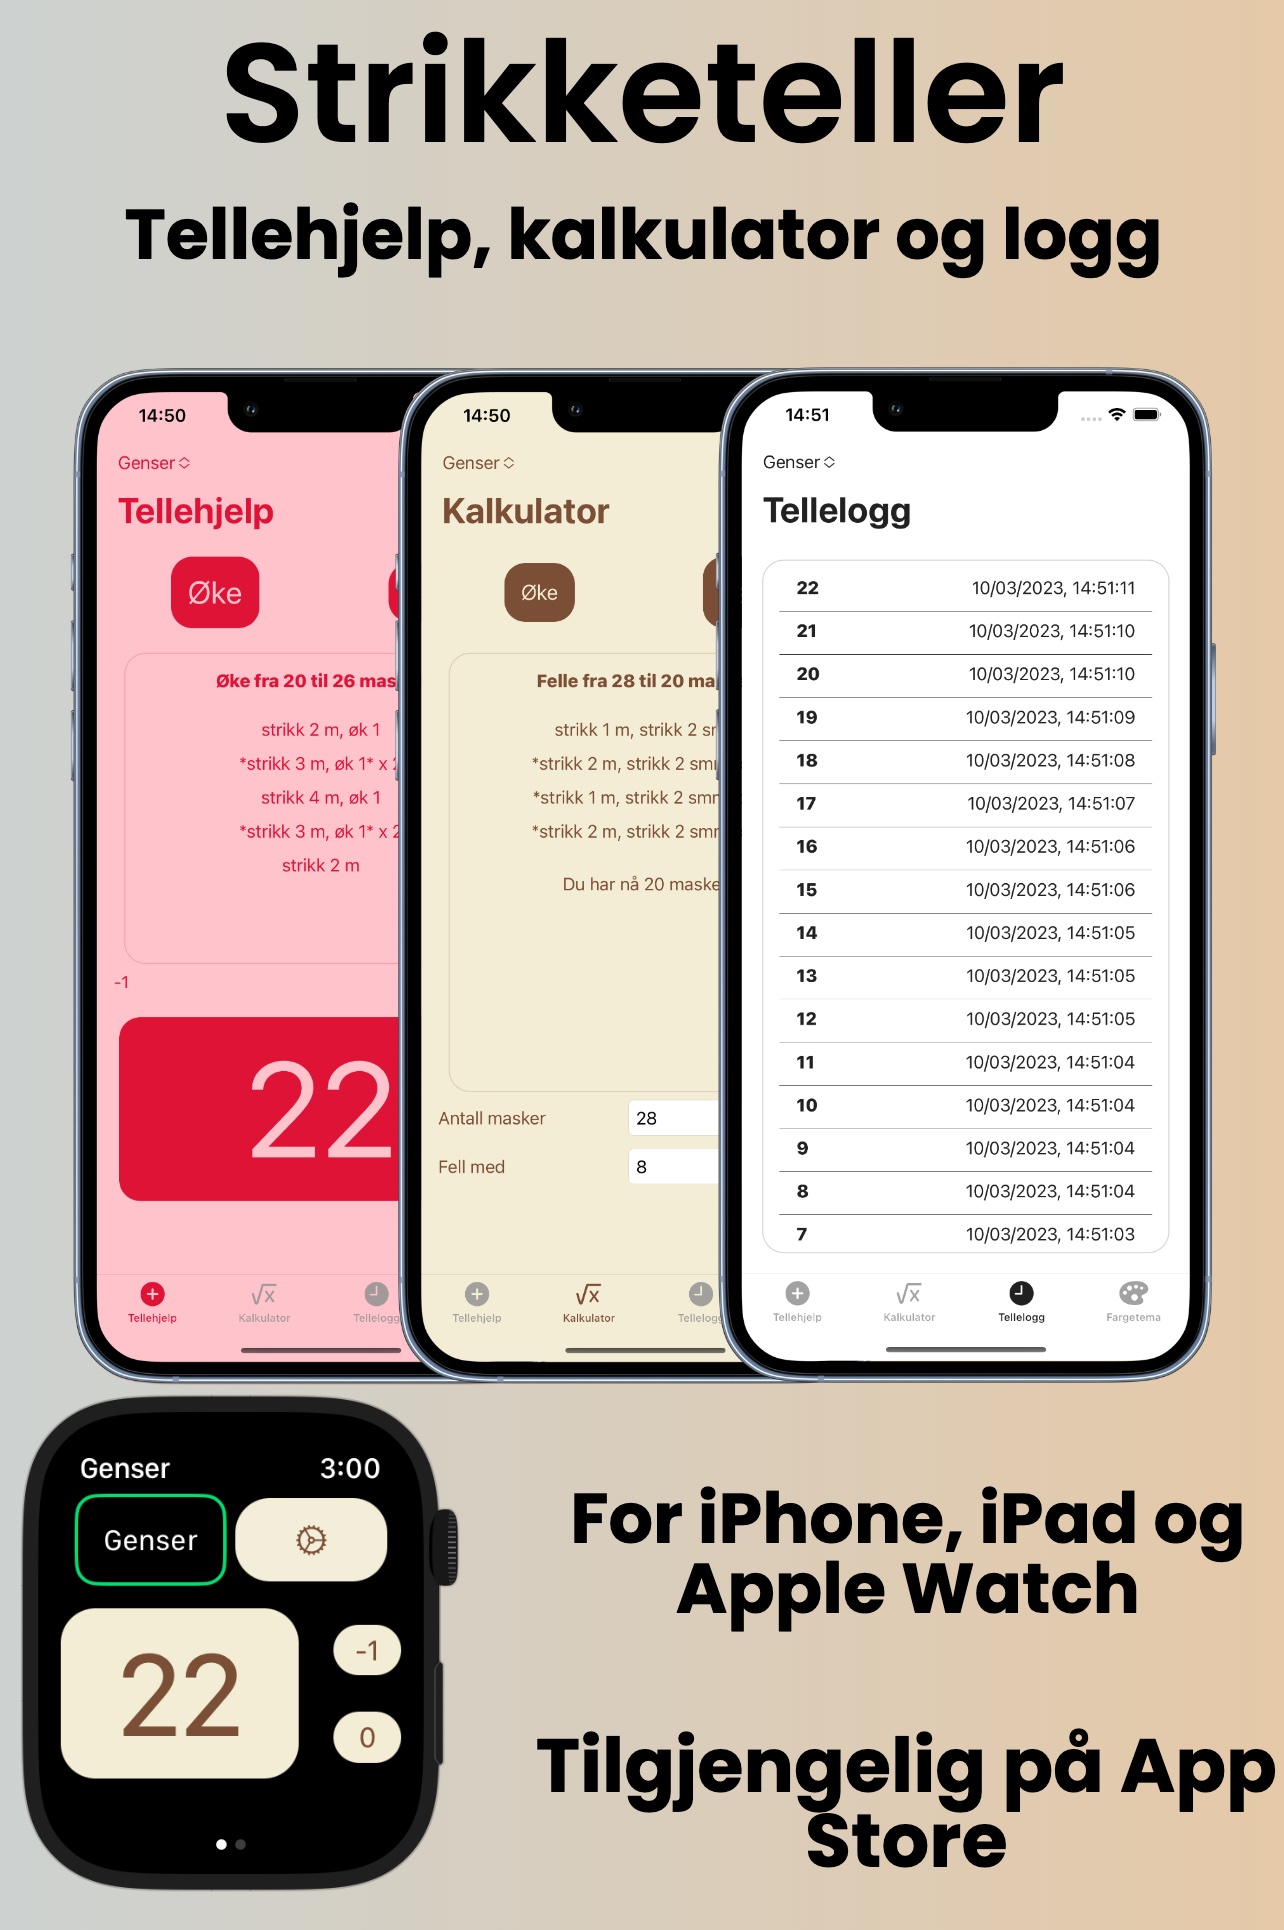 Strikketeller
Tellehjelp, kalkulator og logg
14:50
Genser
Tellehjelp
Øke
Øke fra 20 til 26
strikk 2 m, øk 1
*strikk 3 m, øk 1* x
strikk 4 m, øk 1
*strikk 3 m, øk 1* x
strikk 2 m
-1
22
Tellehjelp Kalkulator Tellelogg
14:50
Genser
Kalkulator
Øke
Felle fra 28 til 20
strikk 1 m, strikk 2
*strikk 2 m, strikk 2
*strikk 1 m, strikk 2
*strikk 2 m, strikk 2
Du har nå 20
Antall masker 28
Fell med 8
Tellehjelp Kalkulator
14:51
Genser
Tellelogg
22 10/03/2023, 14:51:11
21 10/03/2023, 14:51:10
20 10/03/2023, 14:51:10
19 10/03/2023, 14:51:09
18 10/03/2023, 14:51:08
17 10/03/2023, 14:51:07
16 10/03/2023, 14:51:06
15 10/03/2023, 14:51:06
14 10/03/2023, 14:51:05
13 10/03/2023, 14:51:05
12 10/03/2023, 14:51:05
11 10/03/2023, 14:51:04
10 10/03/2023, 14:51:04
9 10/03/2023, 14:51:04
8 10/03/2023, 14:51:04
7 10/03/2023, 14:51:03
Tellehjelp Kalkulator Tellelogg Fargetema
Genser 3:00
Genser
22
-1
0
For iPhone, iPad og
Apple Watch
Tilgjengelig på App
Store